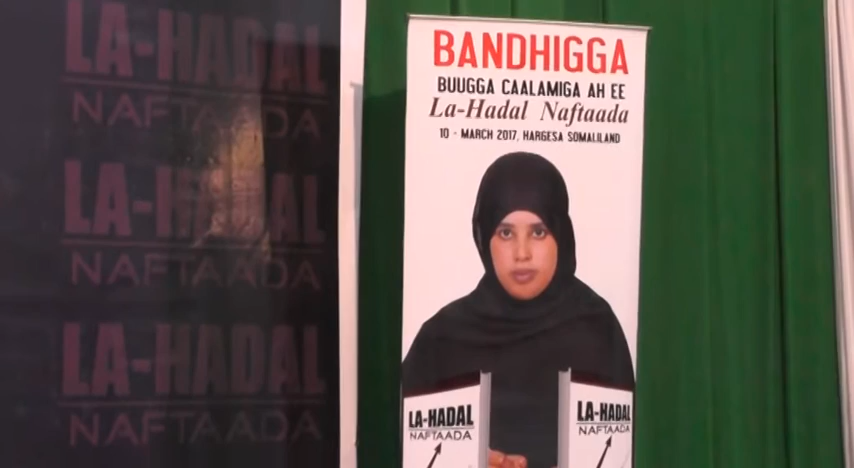 LA-HADAL
NAFTAADA
LA-HADAL
NAFTAADA
LA-HADAL
NAFTAADA
BANDHIGGA
BUUGGA CAALAMIGA AH EE
La-Hadal Naftaada
10 - MARCH 2017, HARGESA SOMALILAND
LA-HADAL
NAFTAADA
LA-HADAL
NAFTAADA